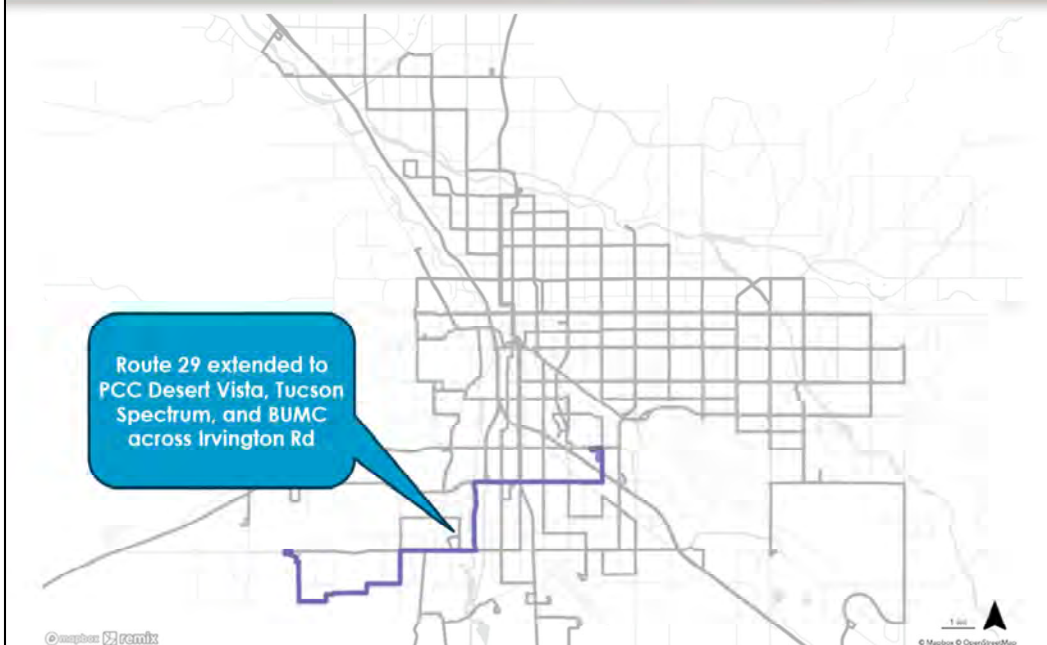 Route 29 extended to
PCC Desert Vista, Tucson
Spectrum, and BUMC
across Irvington Rd
1 mi
mapbox remix
© Mapbox © OpenStreetMap